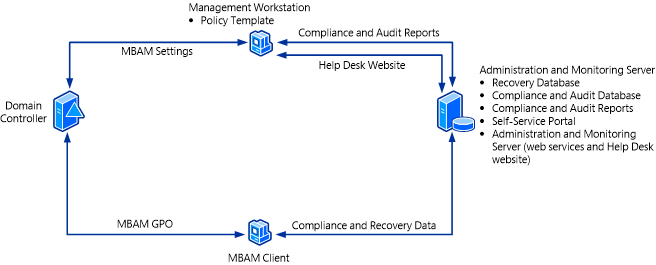 Management Workstation
• Policy Template
Compliance and Audit Reports
MBAM Settings
Help Desk Website
Administration and Monitoring Server
• Recovery Database
• Compliance and Audit Database
• Compliance and Audit Reports
• Self-Service Portal
• Administration and Monitoring
Server (web services and Help Desk
website)
Domain
Controller
MBAM GPO
Compliance and Recovery Data
MBAM Client